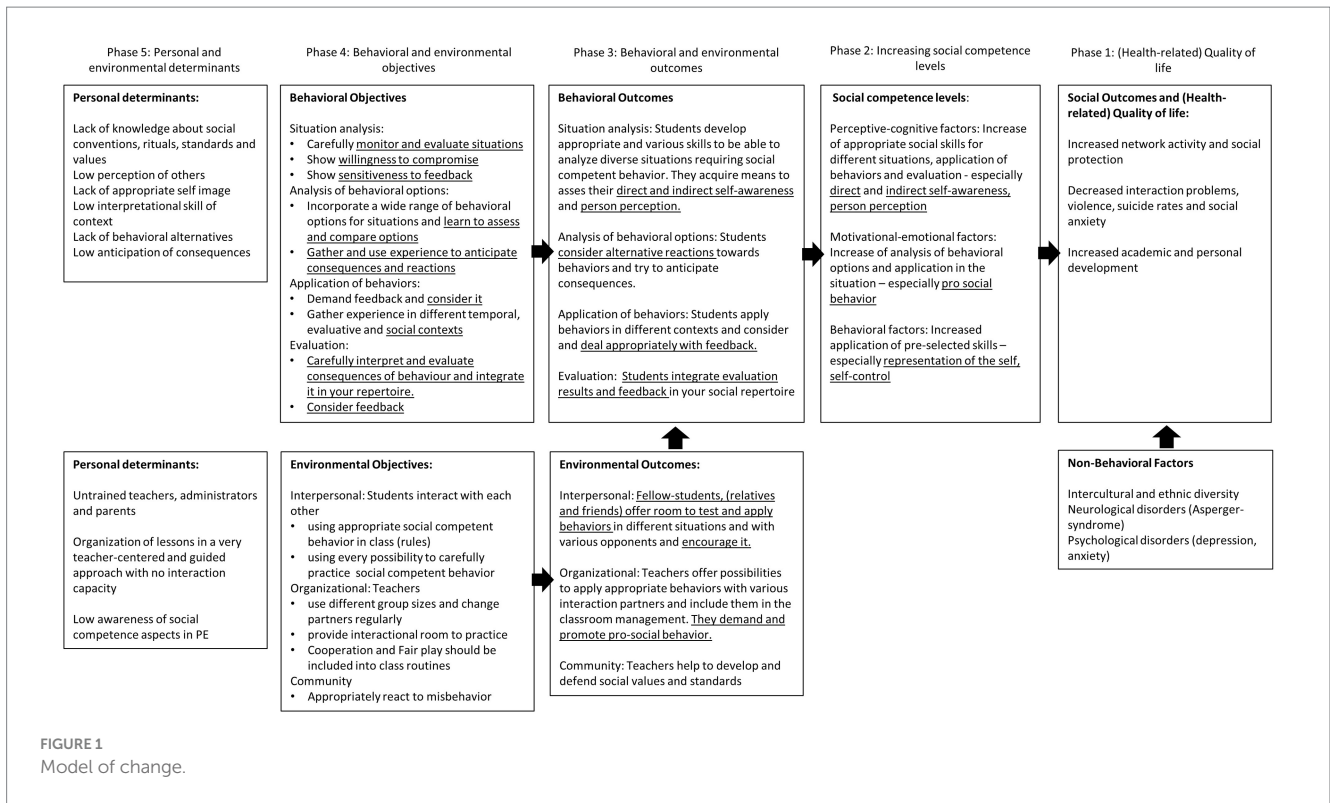 Phase 5: Personal and
environmental determinants
Phase 4: Behavioral and environmental
objectives
Phase 3: Behavioral and environmental
outcomes
Phase 2: Increasing social competence
levels
Phase 1: (Health-related) Quality of
life
Personal determinants:
Lack of knowledge about social
conventions, rituals, standards and
values
Low perception of others
Lack of appropriate self image
Low interpretational skill of
context
Lack of behavioral alternatives
Low anticipation of consequences
Behavioral Objectives
Situation analysis:
• Carefully monitor and evaluate situations
• Show willingness to compromise
• Show sensitiveness to feedback
Analysis of behavioral options:
• Incorporate a wide range of behavioral
options for situations and learn to assess
and compare options
• Gather and use experience to anticipate
consequences and reactions
Application of behaviors:
• Demand feedback and consider it
• Gather experience in different temporal,
evaluative and social contexts
Evaluation:
• Carefully interpret and evaluate
consequences of behaviour and integrate
it in your repertoire.
• Consider feedback
Behavioral Outcomes
Situation analysis: Students develop
appropriate and various skills to be able to
analyze diverse situations requiring social
competent behavior. They acquire means to
asses their direct and indirect self-awareness
and person perception.
Analysis of behavioral options: Students
consider alternative reactions towards
behaviors and try to anticipate
consequences.
Application of behaviors: Students apply
behaviors in different contexts and consider
and deal appropriately with feedback.
Evaluation: Students integrate evaluation
results and feedback in your social repertoire
Social competence levels:
Perceptive-cognitive factors: Increase
of appropriate social skills for
different situations, application of
behaviors and evaluation - especially
direct and indirect self-awareness,
person perception
Motivational-emotional factors:
Increase of analysis of behavioral
options and application in the
situation – especially pro social
behavior
Behavioral factors: Increased
application of pre-selected skills –
especially representation of the self,
self-control
Social Outcomes and (Health-
related) Quality of life:
Increased network activity and social
protection
Decreased interaction problems,
violence, suicide rates and social
anxiety
Increased academic and personal
development
Personal determinants:
Untrained teachers, administrators
and parents
Organization of lessons in a very
teacher-centered and guided
approach with no interaction
capacity
Low awareness of social
competence aspects in PE
Environmental Objectives:
Interpersonal: Students interact with each
other
• using appropriate social competent
behavior in class (rules)
• using every possibility to carefully
practice social competent behavior
Organizational: Teachers
• use different group sizes and change
partners regularly
• provide interactional room to practice
• Cooperation and Fair play should be
included into class routines
Community
• Appropriately react to misbehavior
Environmental Outcomes:
Interpersonal: Fellow-students, (relatives
and friends) offer room to test and apply
behaviors in different situations and with
various opponents and encourage it.
Organizational: Teachers offer possibilities
to apply appropriate behaviors with various
interaction partners and include them in the
classroom management. They demand and
promote pro-social behavior.
Community: Teachers help to develop and
defend social values and standards
Non-Behavioral Factors
Intercultural and ethnic diversity
Neurological disorders (Asperger-
syndrome)
Psychological disorders (depression,
anxiety)
FIGURE 1
Model of change.